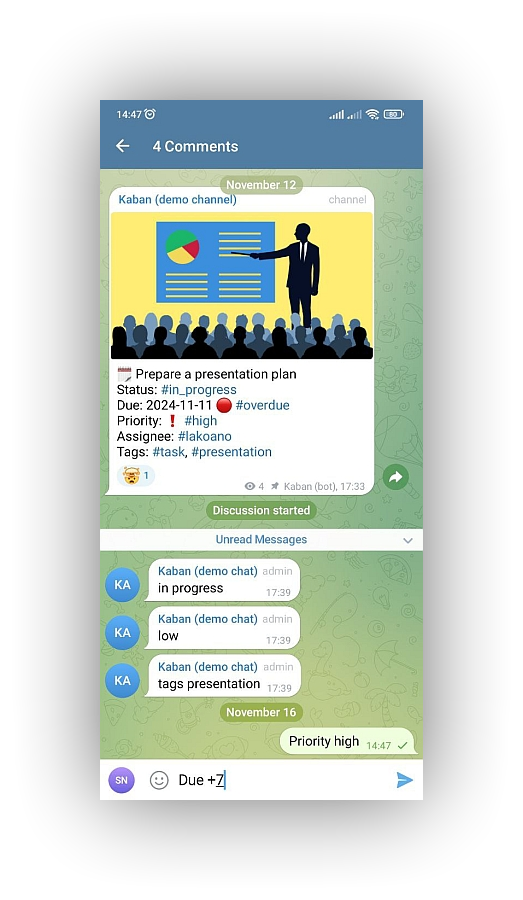 14:47
80
4 Comments
November 12
Kaban (demo channel) channel
Prepare a presentation plan
Status: #in_progress
Due: 2024-11-11 🔴 #overdue
Priority: ❗ #high
Assignee: #lakoano
Tags: #task, #presentation
🤯 1
4 Kaban (bot), 17:33
Discussion started
Unread Messages
KA
Kaban (demo chat) admin
in progress 17:39
KA
Kaban (demo chat) admin
low 17:39
KA
Kaban (demo chat) admin
tags presentation 17:39
November 16
Priority high 14:47
SN
Due +7